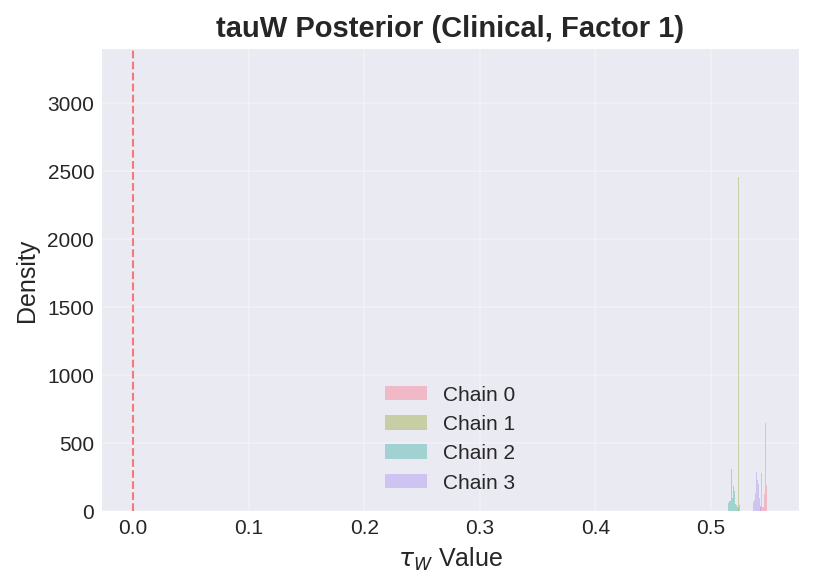 tauW Posterior (Clinical, Factor 1)
Density
3000
2500
2000
1500
1000
500
0
Chain 0
Chain 1
Chain 2
Chain 3
0.0 0.1 0.2 0.3 0.4 0.5
τW Value